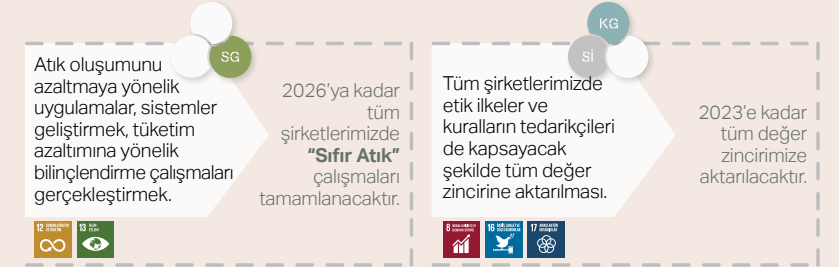 SG
Atık oluşumunu
azaltmaya yönelik
uygulamalar, sistemler
geliştirmek, tüketim
azaltımına yönelik
bilinçlendirme çalışmaları
gerçekleştirmek.
2026'ya kadar
tüm
şirketlerimizde
"Sıfır Atık"
çalışmaları
tamamlanacaktır.
12
13
KG
Sİ
Tüm şirketlerimizde
etik ilkeler ve
kuralların tedarikçileri
de kapsayacak
şekilde tüm değer
zincirine aktarılması.
2023'e kadar
tüm değer
zincirimize
aktarılacaktır.
8
16
17